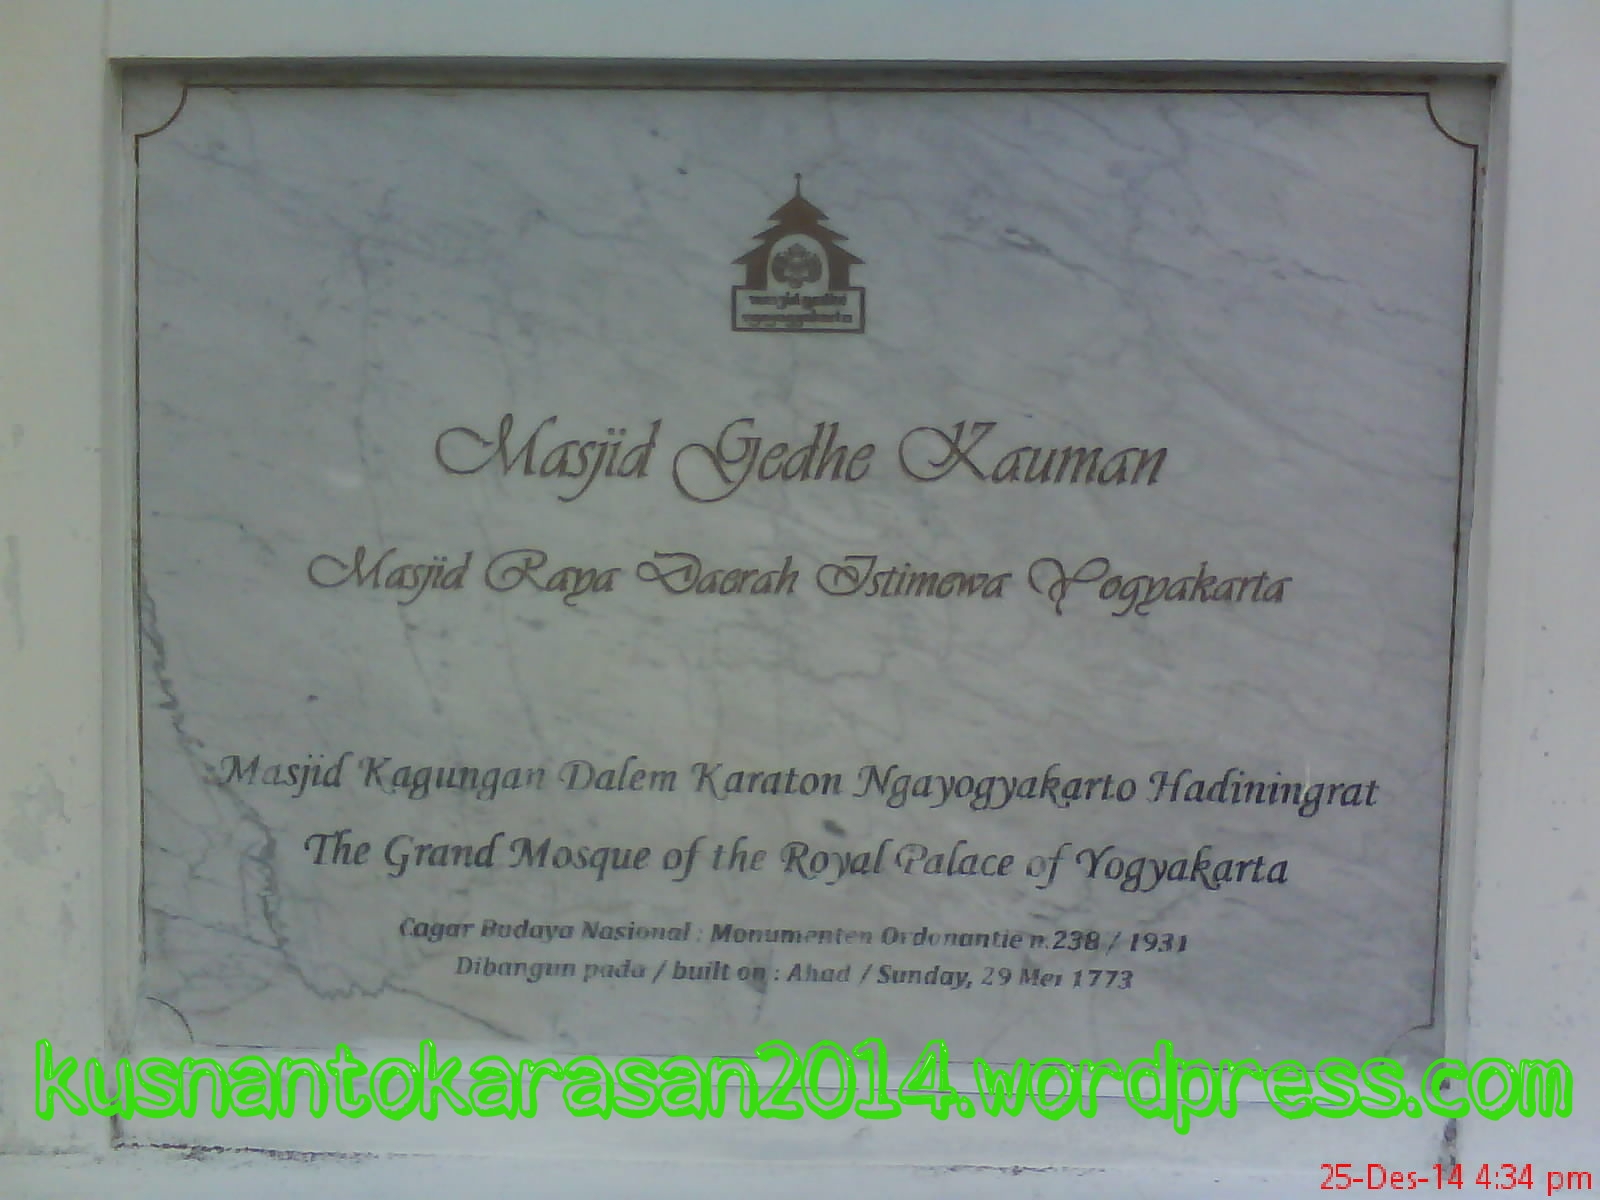 masjid gedhe
Masjid Gedhe Kauman
Masjid Raya Daerah Istimewa Yogyakarta
Masjid Kagungan Dalem Karaton Ngayogyakarto Hadiningrat
The Grand Mosque of the Royal Palace of Yogyakarta
Cagar Budaya Nasional : Monumenten Ordonantie n.238 / 1931
Dibangun pada / built on : Ahad / Sunday, 29 Mei 1773
kusnantokarasan2014.wordpress.com
25-Des-14 4:34 pm